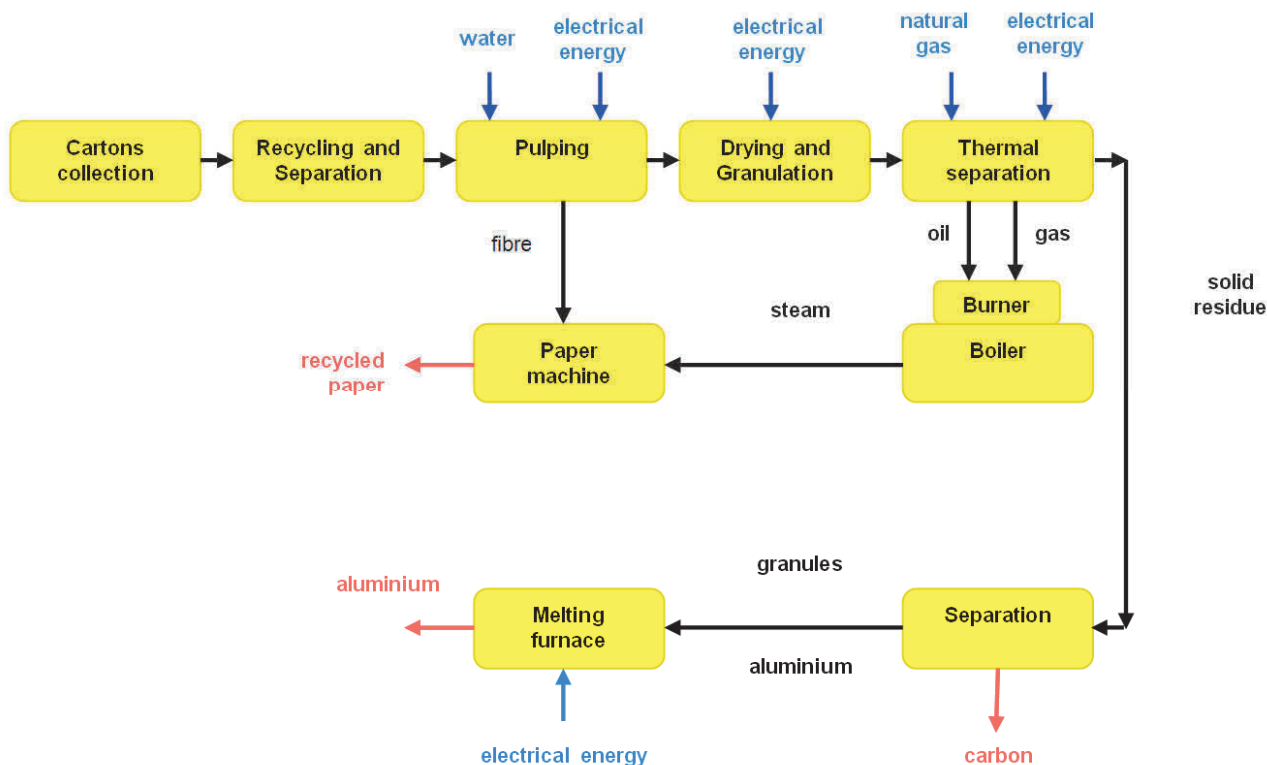 water
electrical
energy
electrical
energy
natural
gas
electrical
energy
Cartons
collection
Recycling and
Separation
Pulping
Drying and
Granulation
Thermal
separation
fibre
oil
gas
solid
residue
steam
Burner
Boiler
Paper
machine
recycled
paper
granules
aluminium
Melting
furnace
Separation
aluminium
electrical energy
carbon